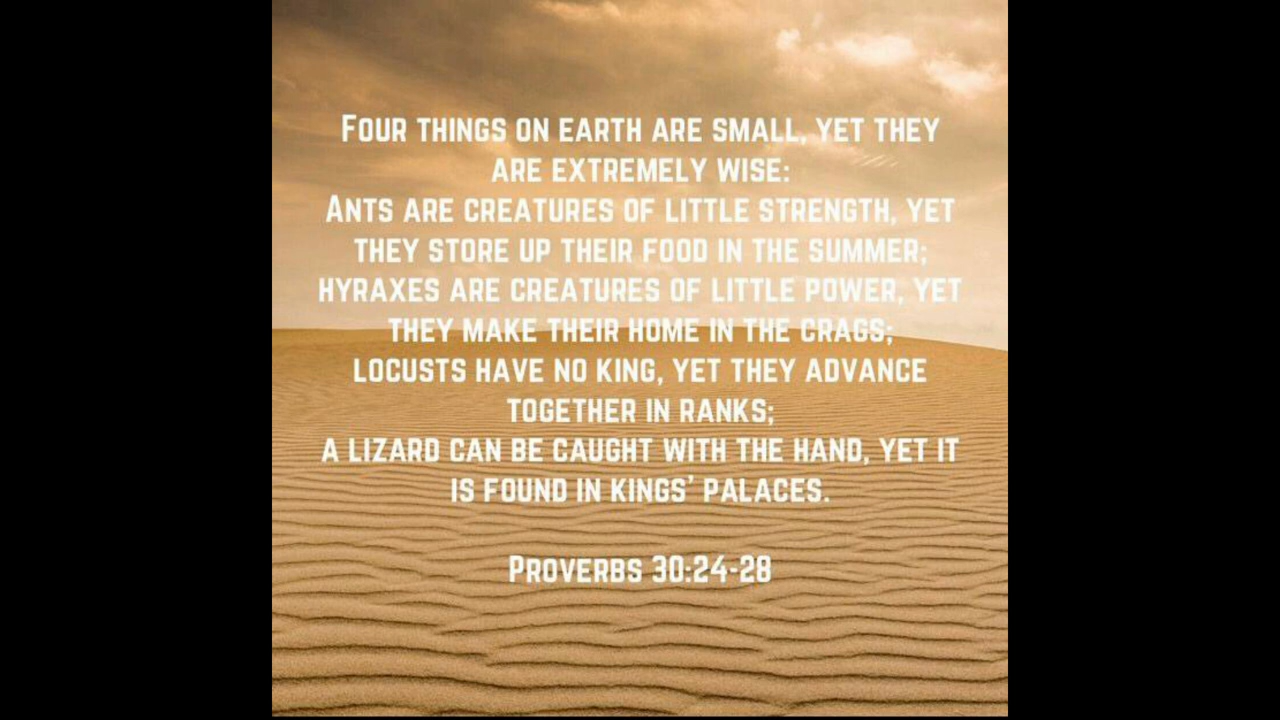 Four things on earth are small, yet they
are extremely wise:
Ants are creatures of little strength, yet
they store up their food in the summer;
hyraxes are creatures of little power, yet
they make their home in the crags;
locusts have no king, yet they advance
together in ranks;
a lizard can be caught with the hand, yet it
is found in kings’ palaces.
Proverbs 30:24-28